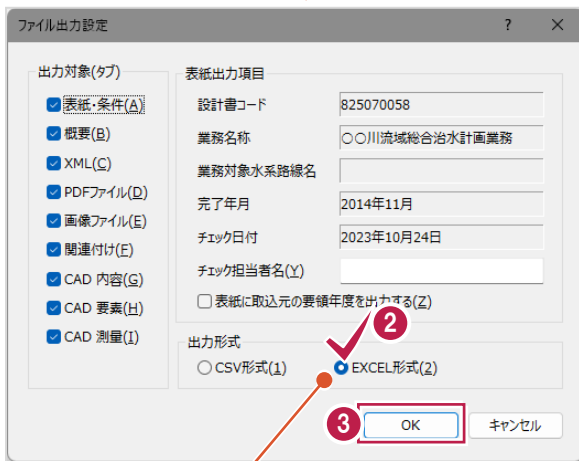 ファイル出力設定
?
×
出力対象(タブ)
表紙・条件(A)
概要(B)
XML(C)
PDFファイル(D)
画像ファイル(E)
関連付け(F)
CAD 内容(G)
CAD 要素(H)
CAD 測量(I)
表紙出力項目
設計書コード 825070058
業務名称 〇〇川流域総合治水計画業務
業務対象水系路線名
完了年月 2014年11月
チェック日付 2023年10月24日
チェック担当者名(Y)
表紙に取込元の要領年度を出力する(Z)
2
出力形式
CSV形式(1) EXCEL形式(2)
3 OK キャンセル